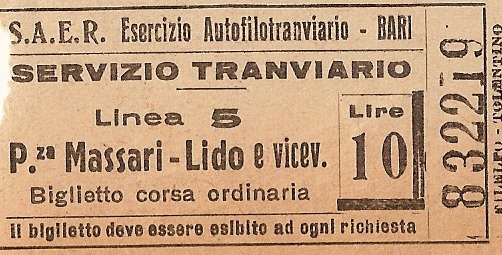 S.A.E.R. Esercizio Autofilotranviario - BARI
SERVIZIO TRANVIARIO
Linea 5
P.za Massari - Lido e vicev.
Biglietto corsa ordinaria
Lire
10
Il biglietto deve essere esibito ad ogni richiesta
832219
TOLENTINO